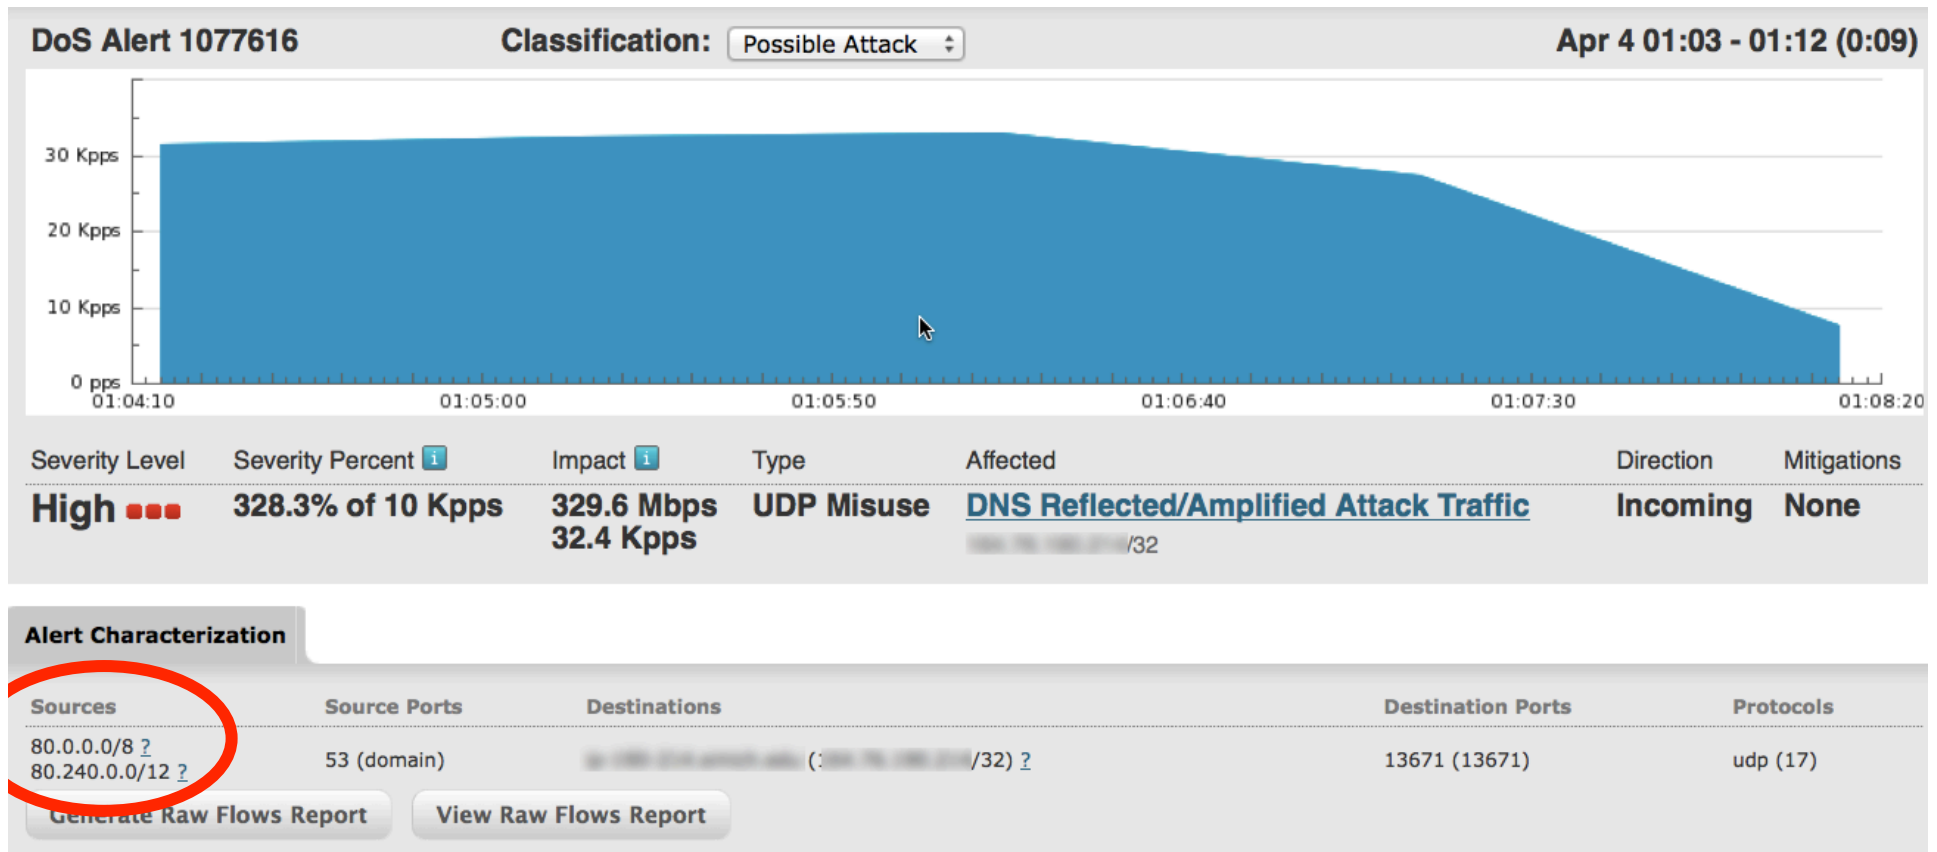 DoS Alert 1077616 Classification: Possible Attack Apr 4 01:03 - 01:12 (0:09)
30 Kpps
20 Kpps
10 Kpps
0 pps
01:04:10 01:05:00 01:05:50 01:06:40 01:07:30 01:08:20
Severity Level Severity Percent i Impact i Type Affected Direction Mitigations
High 328.3% of 10 Kpps 329.6 Mbps UDP Misuse DNS Reflected/Amplified Attack Traffic Incoming None
32.4 Kpps /32
Alert Characterization
Sources Source Ports Destinations Destination Ports Protocols
80.0.0.0/8 ?
53 (domain) ( /32) ? 13671 (13671) udp (17)
80.240.0.0/12 ?
Generate Raw Flows Report View Raw Flows Report